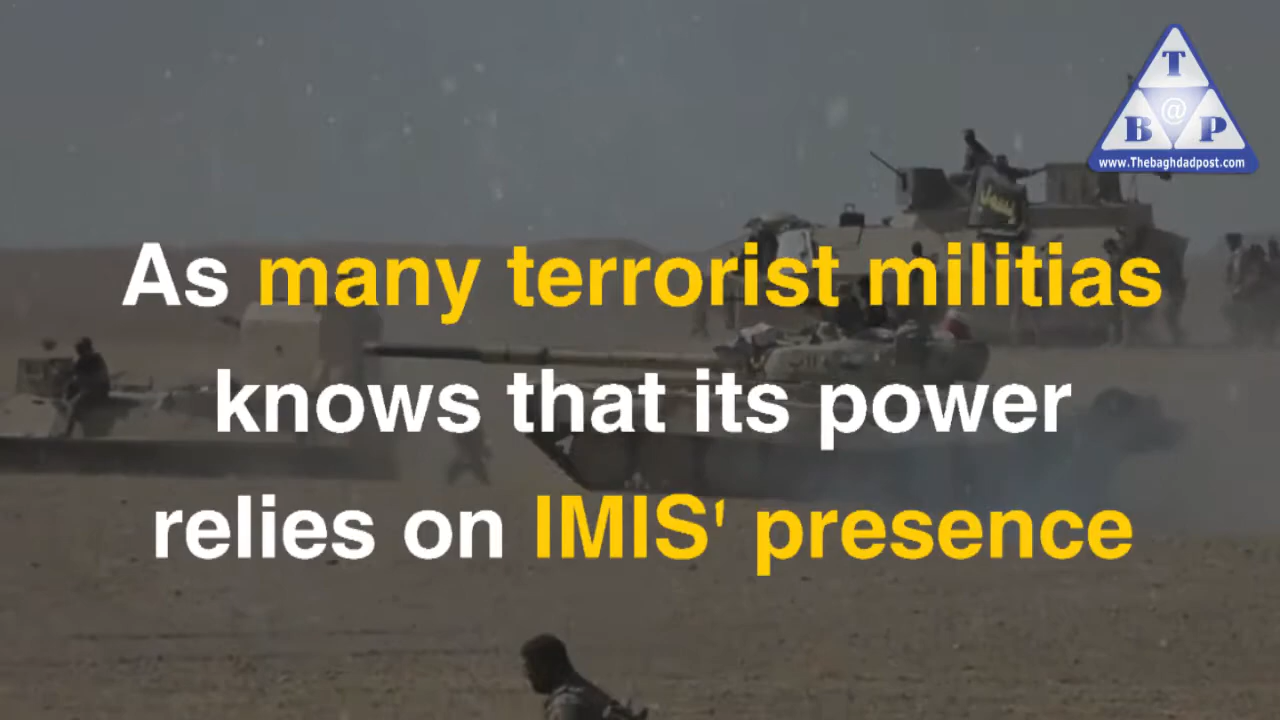 T
@
B P
www.Thebaghdadpost.com
As many terrorist militias
knows that its power
relies on IMIS' presence